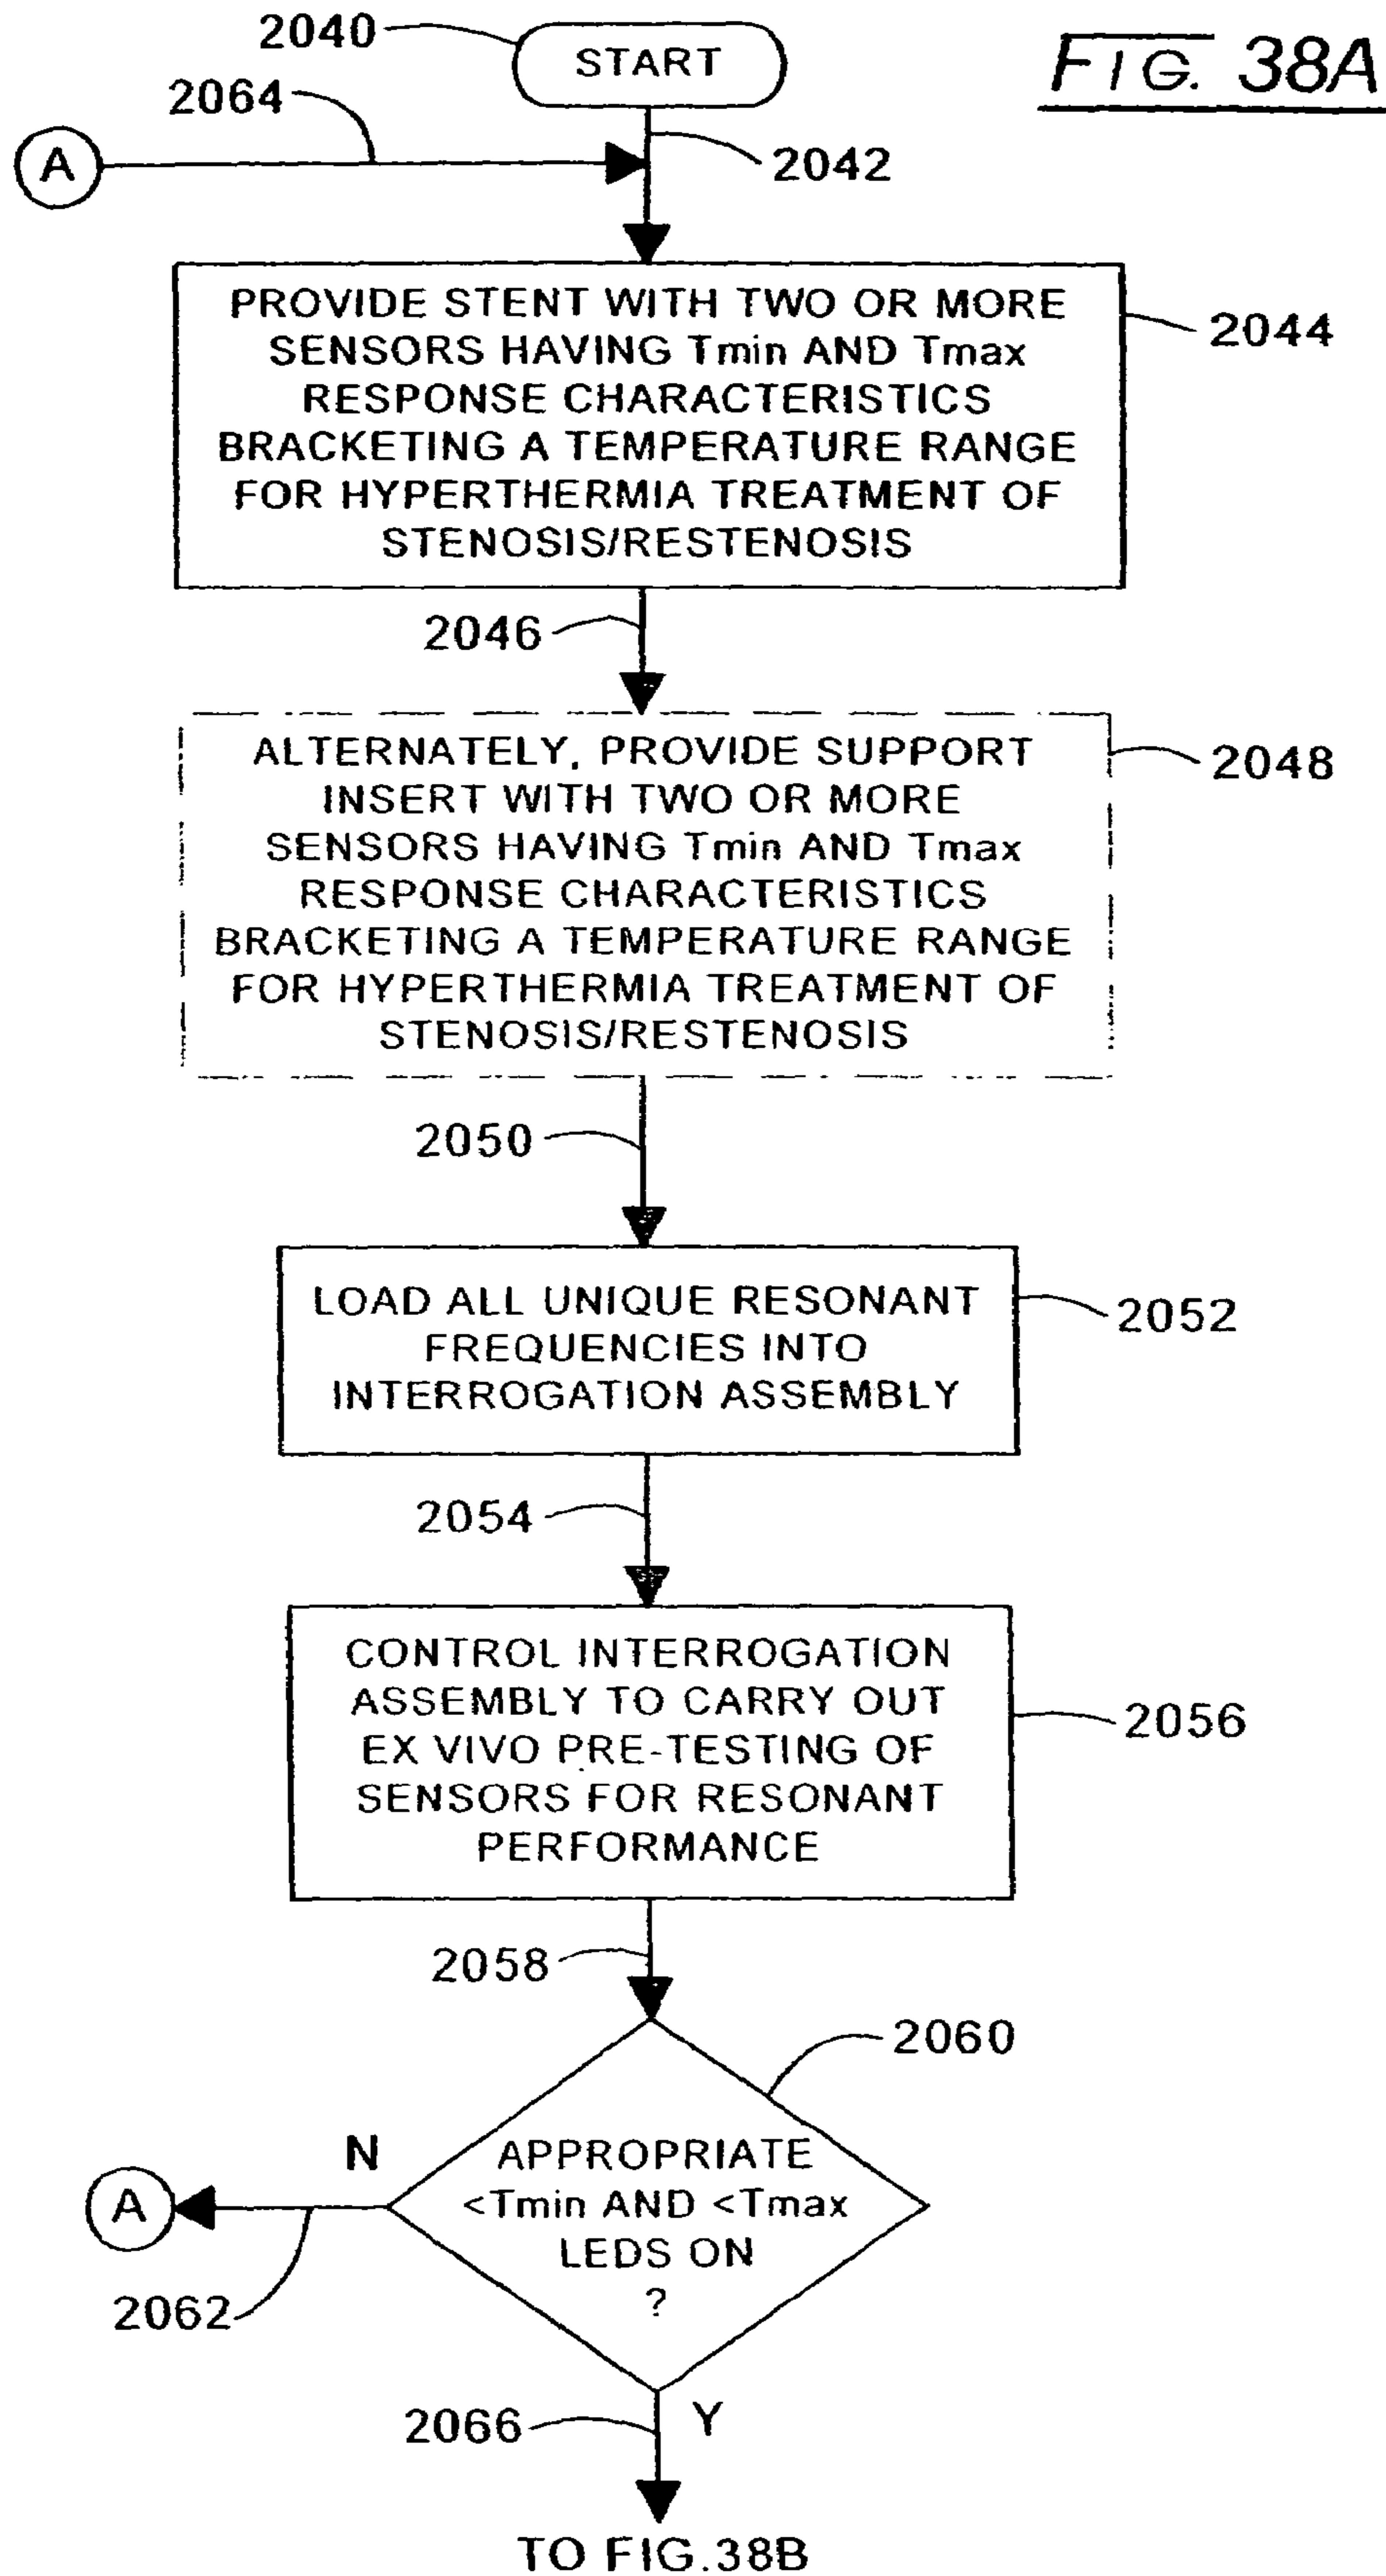 2040
START
FIG. 38A
2064
A
2042
PROVIDE STENT WITH TWO OR MORE
SENSORS HAVING Tmin AND Tmax
RESPONSE CHARACTERISTICS
BRACKETING A TEMPERATURE RANGE
FOR HYPERTHERMIA TREATMENT OF
STENOSIS/RESTENOSIS
2044
2046
ALTERNATELY, PROVIDE SUPPORT
INSERT WITH TWO OR MORE
SENSORS HAVING Tmin AND Tmax
RESPONSE CHARACTERISTICS
BRACKETING A TEMPERATURE RANGE
FOR HYPERTHERMIA TREATMENT OF
STENOSIS/RESTENOSIS
2048
2050
LOAD ALL UNIQUE RESONANT
FREQUENCIES INTO
INTERROGATION ASSEMBLY
2052
2054
CONTROL INTERROGATION
ASSEMBLY TO CARRY OUT
EX VIVO PRE-TESTING OF
SENSORS FOR RESONANT
PERFORMANCE
2056
2058
2060
APPROPRIATE
<Tmin AND <Tmax
LEDS ON
?
N
A
2062
2066
Y
TO FIG.38B